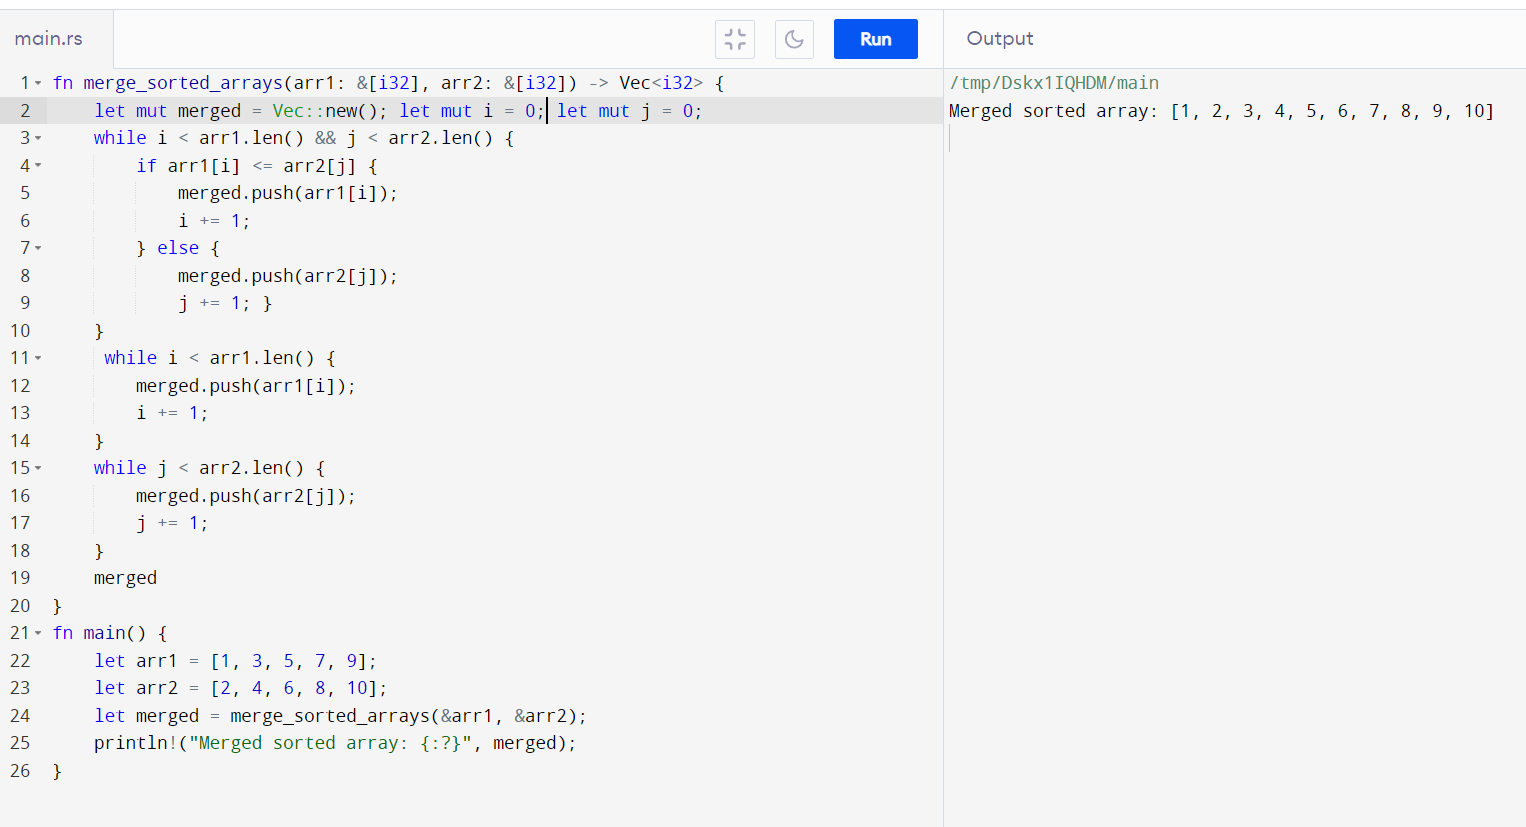 main.rs
Run
Output
1 fn merge_sorted_arrays(arr1: &[i32], arr2: &[i32]) -> Vec<i32> {
2     let mut merged = Vec::new(); let mut i = 0; let mut j = 0;
3     while i < arr1.len() && j < arr2.len() {
4         if arr1[i] <= arr2[j] {
5             merged.push(arr1[i]);
6             i += 1;
7         } else {
8             merged.push(arr2[j]);
9             j += 1; }
10     }
11      while i < arr1.len() {
12         merged.push(arr1[i]);
13         i += 1;
14     }
15     while j < arr2.len() {
16         merged.push(arr2[j]);
17         j += 1;
18     }
19     merged
20 }
21 fn main() {
22     let arr1 = [1, 3, 5, 7, 9];
23     let arr2 = [2, 4, 6, 8, 10];
24     let merged = merge_sorted_arrays(&arr1, &arr2);
25     println!("Merged sorted array: {:?}", merged);
26 }
/tmp/Dskx1IQHDM/main
Merged sorted array: [1, 2, 3, 4, 5, 6, 7, 8, 9, 10]